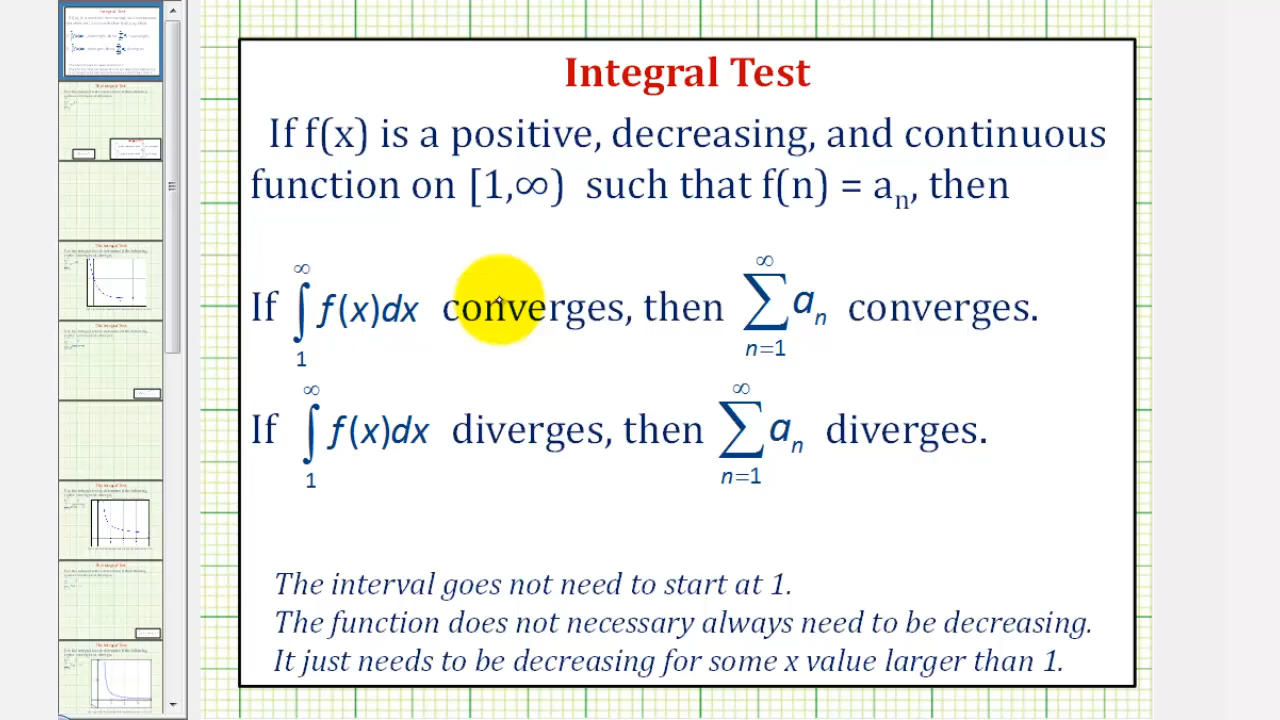 Integral Test
If f(x) is a positive, decreasing, and continuous
function on [1,∞) such that f(n) = aₙ, then
If ∫₁^∞ f(x)dx converges, then ∑ₙ₌₁^∞ aₙ converges.
If ∫₁^∞ f(x)dx diverges, then ∑ₙ₌₁^∞ aₙ diverges.
The interval goes not need to start at 1.
The function does not necessary always need to be decreasing.
It just needs to be decreasing for some x value larger than 1.